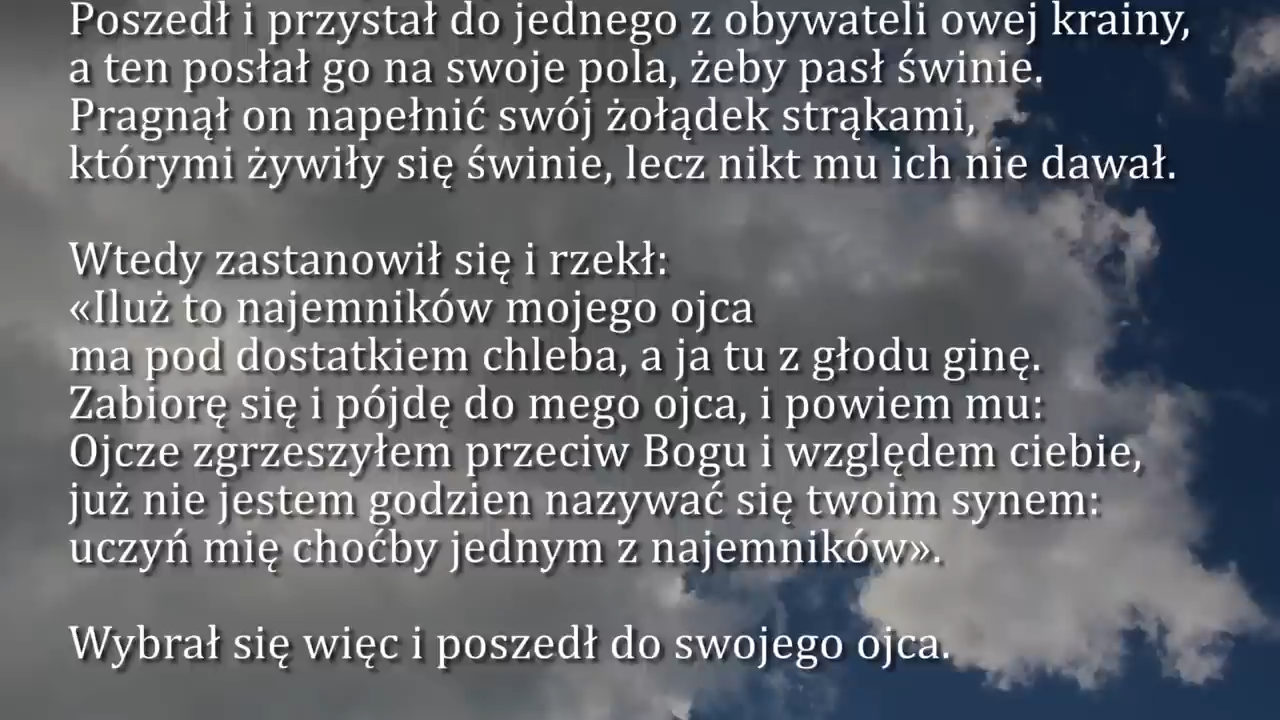 Poszedł i przystał do jednego z obywateli owej krainy,
a ten posłał go na swoje pola, żeby pasł świnie.
Pragnął on napełnić swój żołądek strąkami,
którymi żywiły się świnie, lecz nikt mu ich nie dawał.
Wtedy zastanowił się i rzekł:
«Iluż to najemników mojego ojca
ma pod dostatkiem chleba, a ja tu z głodu ginę.
Zabiorę się i pójdę do mego ojca, i powiem mu:
Ojcze zgrzeszyłem przeciw Bogu i względem ciebie,
już nie jestem godzien nazywać się twoim synem:
uczyń mię choćby jednym z najemników».
Wybrał się więc i poszedł do swojego ojca.